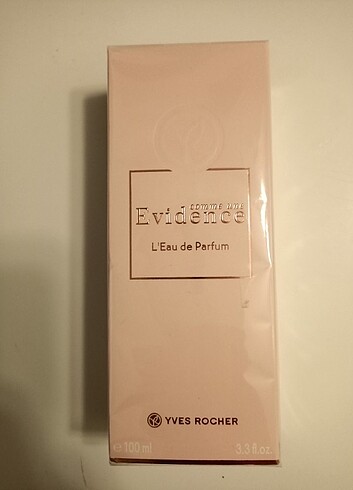 comme une
Evidence
L'Eau de Parfum
YVES ROCHER
e 100 ml
3.3 fl.oz.